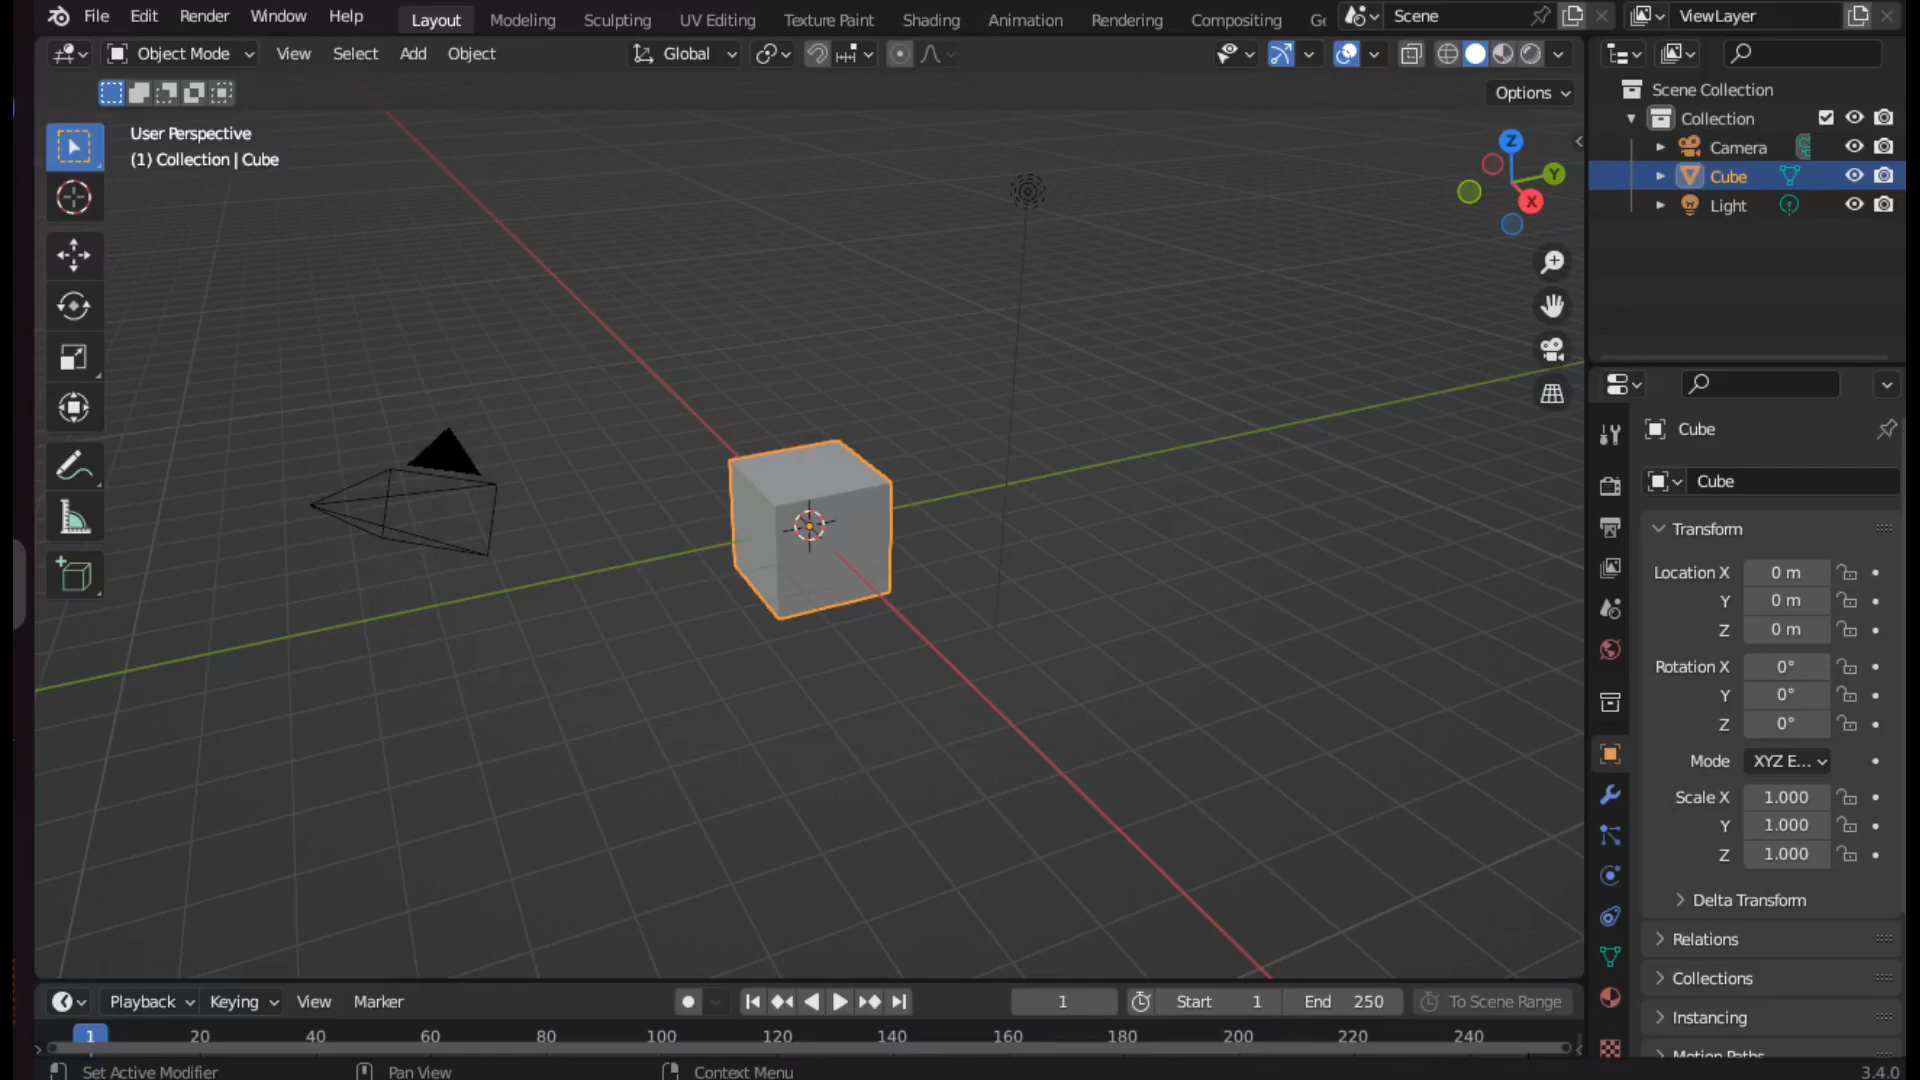 File Edit Render Window Help Layout Modeling Sculpting UV Editing Texture Paint Shading Animation Rendering Compositing Ge Scene ViewLayer
Object Mode View Select Add Object Global
Options
User Perspective
(1) Collection | Cube
Z
Y
X
Scene Collection
Collection
Camera
Cube
Light
Cube
Cube
Transform
Location X 0 m
Y 0 m
Z 0 m
Rotation X 0°
Y 0°
Z 0°
Mode XYZ E...
Scale X 1.000
Y 1.000
Z 1.000
Delta Transform
Relations
Collections
Instancing
Motion Paths
Playback Keying View Marker 1 Start 1 End 250 To Scene Range
1 20 40 60 80 100 120 140 160 180 200 220 240
Set Active Modifier Pan View Context Menu 3.4.0